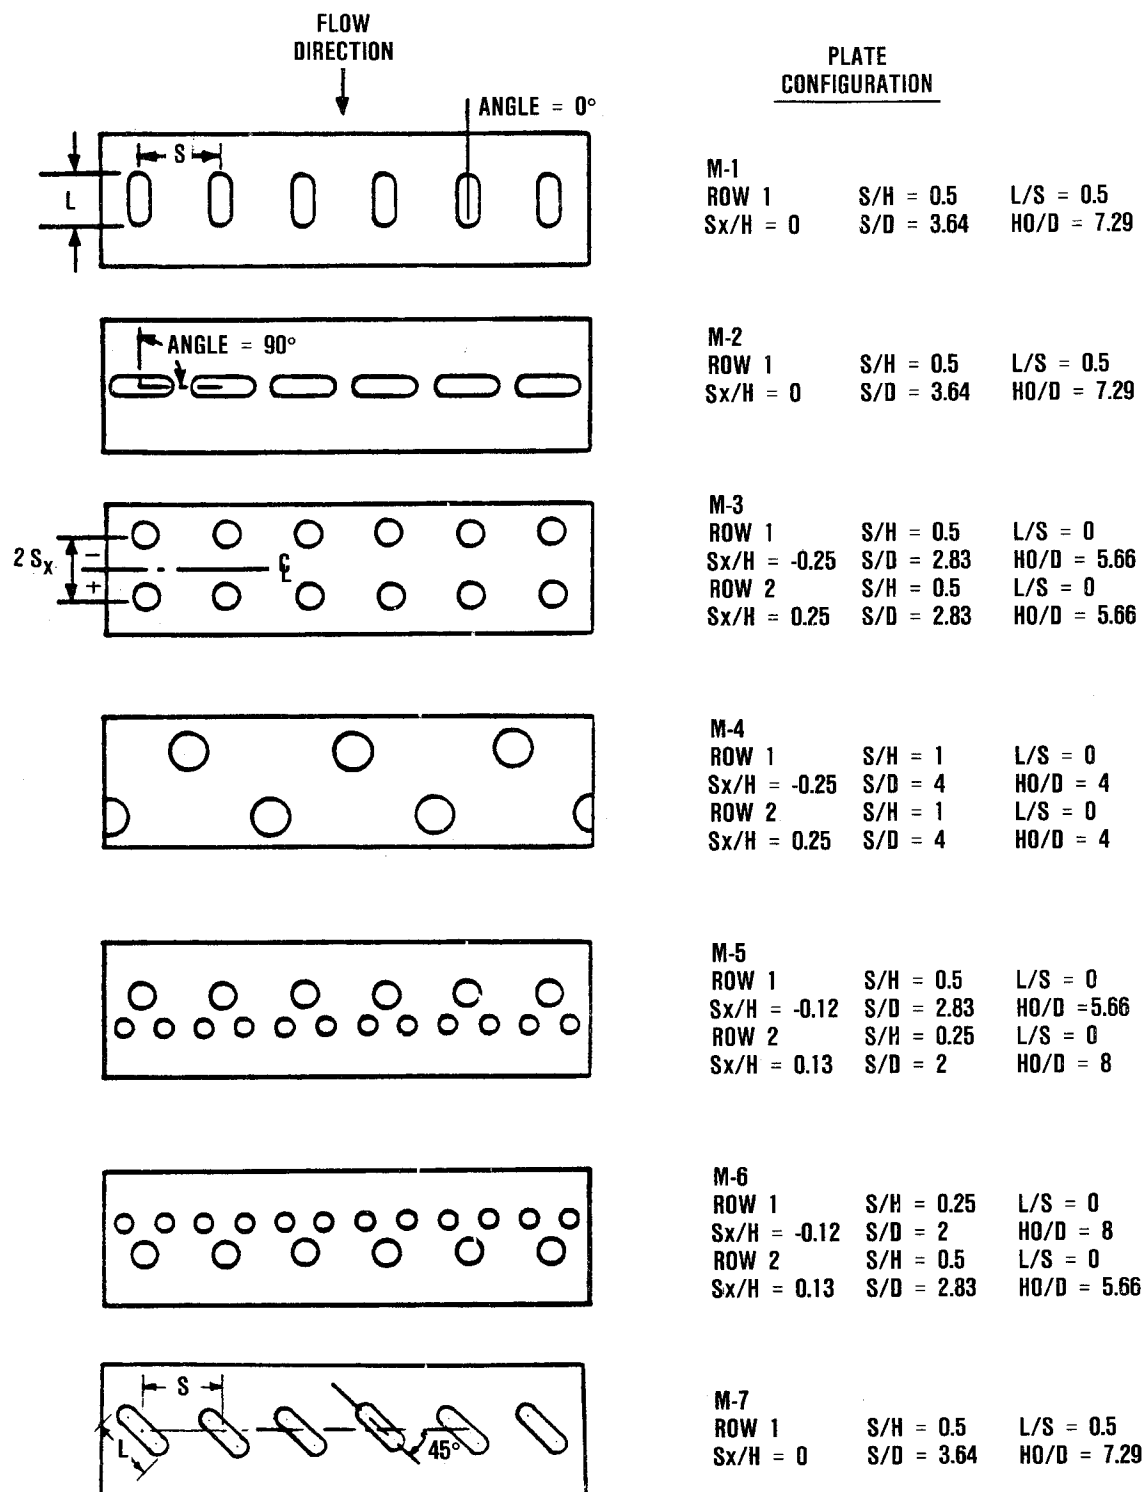 FLOW
DIRECTION
PLATE
CONFIGURATION
ANGLE = 0°
S
L
M-1
ROW 1 S/H = 0.5 L/S = 0.5
Sx/H = 0 S/D = 3.64 HO/D = 7.29
ANGLE = 90°
M-2
ROW 1 S/H = 0.5 L/S = 0.5
Sx/H = 0 S/D = 3.64 HO/D = 7.29
2 Sx
−
+
℄
M-3
ROW 1 S/H = 0.5 L/S = 0
Sx/H = -0.25 S/D = 2.83 HO/D = 5.66
ROW 2 S/H = 0.5 L/S = 0
Sx/H = 0.25 S/D = 2.83 HO/D = 5.66
M-4
ROW 1 S/H = 1 L/S = 0
Sx/H = -0.25 S/D = 4 HO/D = 4
ROW 2 S/H = 1 L/S = 0
Sx/H = 0.25 S/D = 4 HO/D = 4
M-5
ROW 1 S/H = 0.5 L/S = 0
Sx/H = -0.12 S/D = 2.83 HO/D =5.66
ROW 2 S/H = 0.25 L/S = 0
Sx/H = 0.13 S/D = 2 HO/D = 8
M-6
ROW 1 S/H = 0.25 L/S = 0
Sx/H = -0.12 S/D = 2 HO/D = 8
ROW 2 S/H = 0.5 L/S = 0
Sx/H = 0.13 S/D = 2.83 HO/D = 5.66
S
L
45°
M-7
ROW 1 S/H = 0.5 L/S = 0.5
Sx/H = 0 S/D = 3.64 HO/D = 7.29